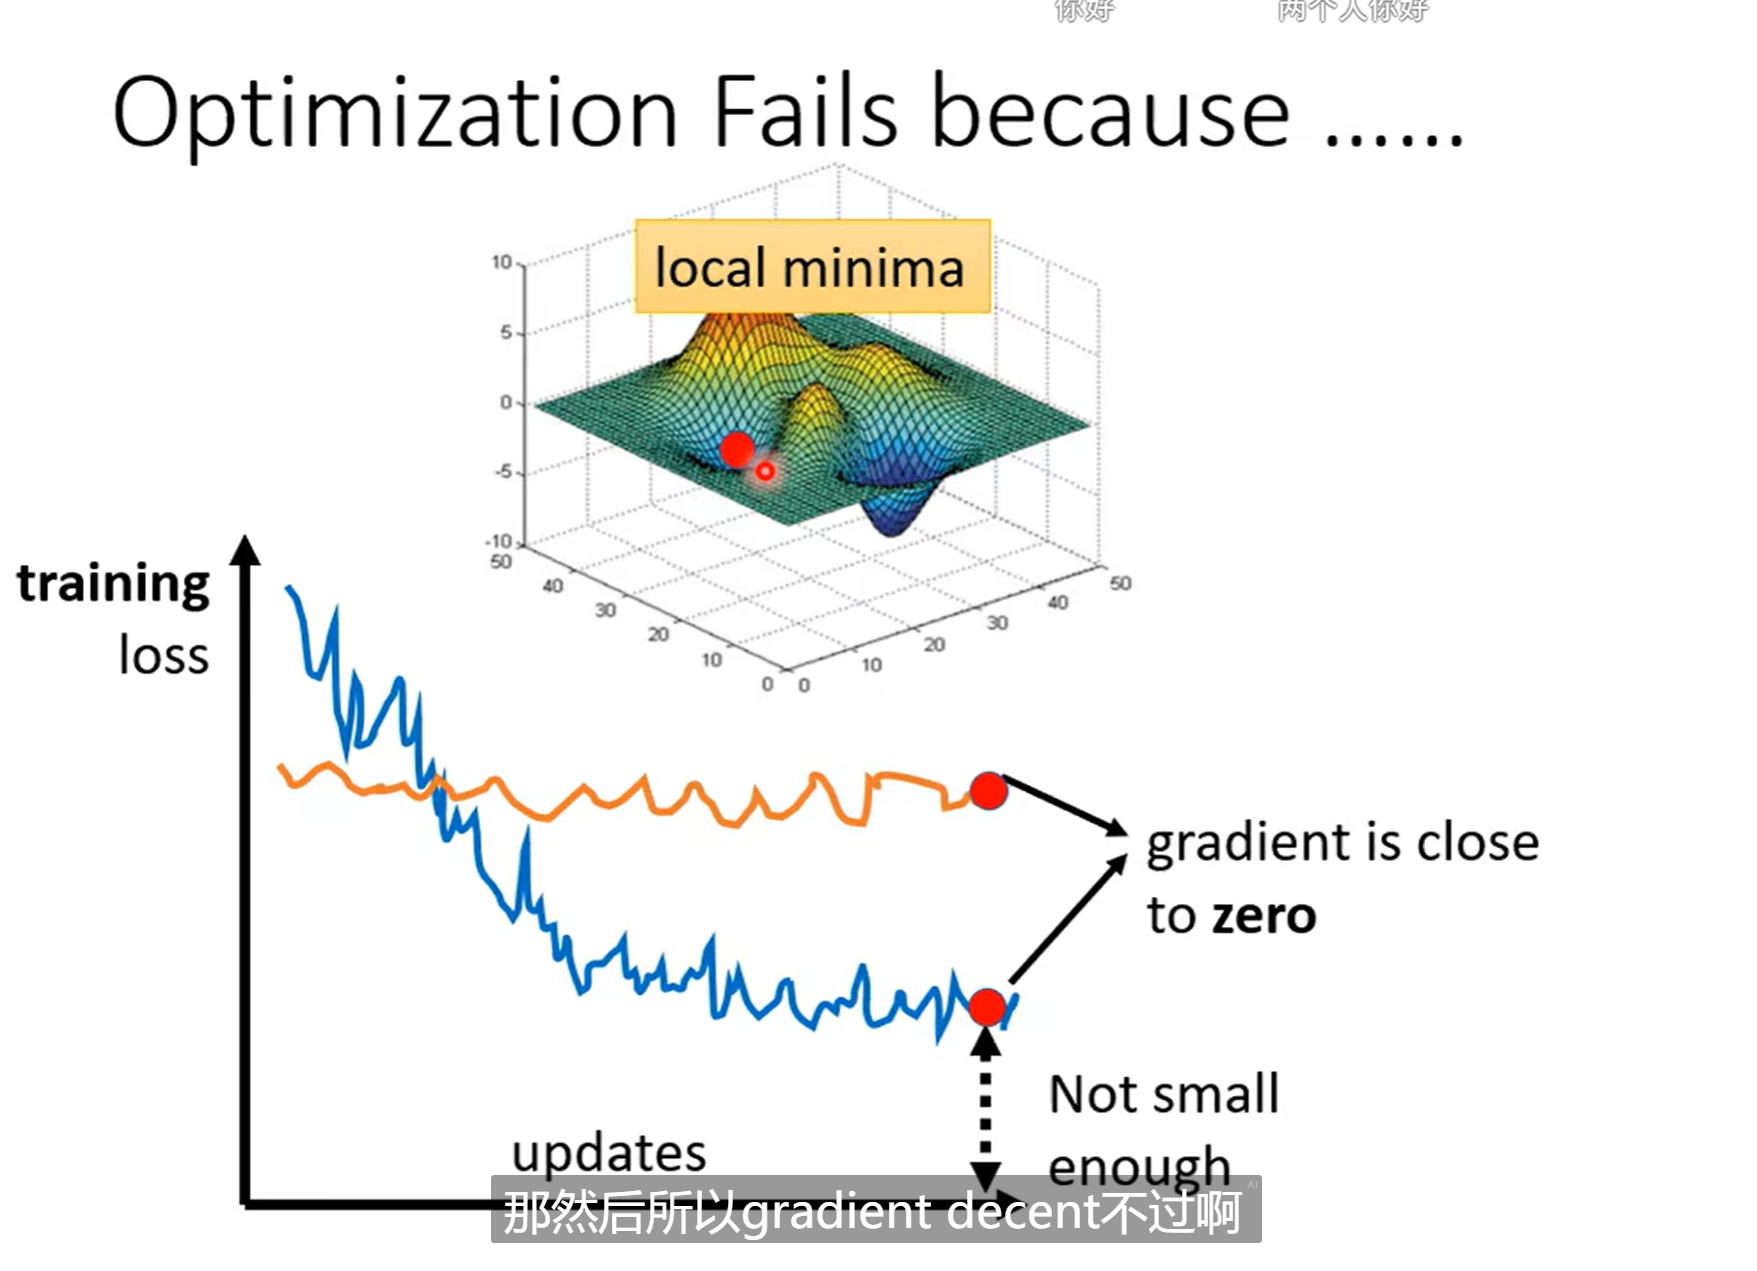 你好
两个人你好
Optimization Fails because ……
local minima
10
5
0
-5
-10
50
40
30
20
10
0
0
10
20
30
40
50
training
loss
gradient is close
to zero
Not small
enough
updates
那然后所以gradient decent不过啊
AI